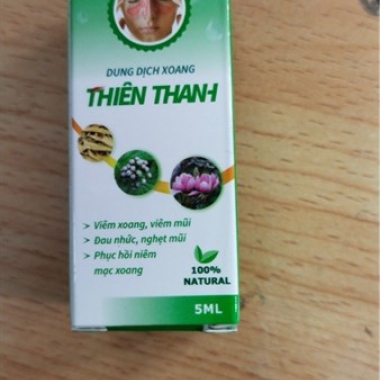 DUNG DỊCH XOANG
THIÊN THANH
> Viêm xoang, viêm mũi
> Đau nhức, nghẹt mũi
> Phục hồi niêm
mạc xoang
100%
NATURAL
5ML